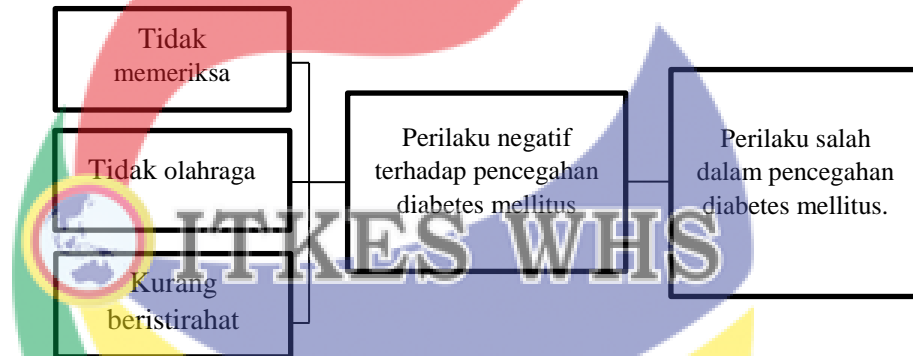 Tidak
memeriksa
Tidak olahraga
Kurang
beristirahat
Perilaku negatif
terhadap pencegahan
diabetes mellitus
Perilaku salah
dalam pencegahan
diabetes mellitus.
ITKES WHS